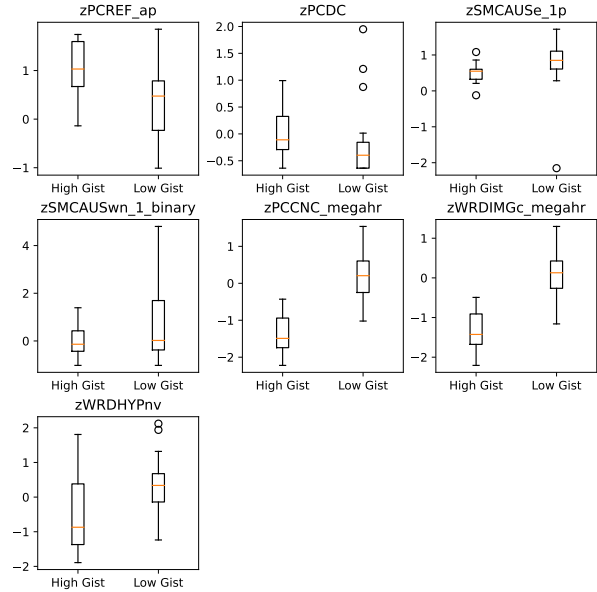 zPCREF_ap
1
0
−1
High Gist Low Gist
zPCDC
2.0
1.5
1.0
0.5
0.0
−0.5
High Gist Low Gist
zSMCAUSe_1p
1
0
−1
−2
High Gist Low Gist
zSMCAUSwn_1_binary
4
2
0
High Gist Low Gist
zPCCNC_megahr
1
0
−1
−2
High Gist Low Gist
zWRDIMGc_megahr
1
0
−1
−2
High Gist Low Gist
zWRDHYPnv
2
1
0
−1
−2
High Gist Low Gist